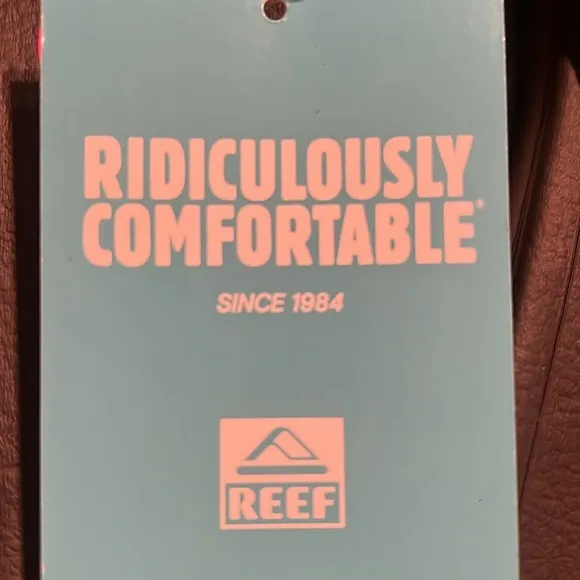 RIDICULOUSLY
COMFORTABLE®
SINCE 1984
REEF